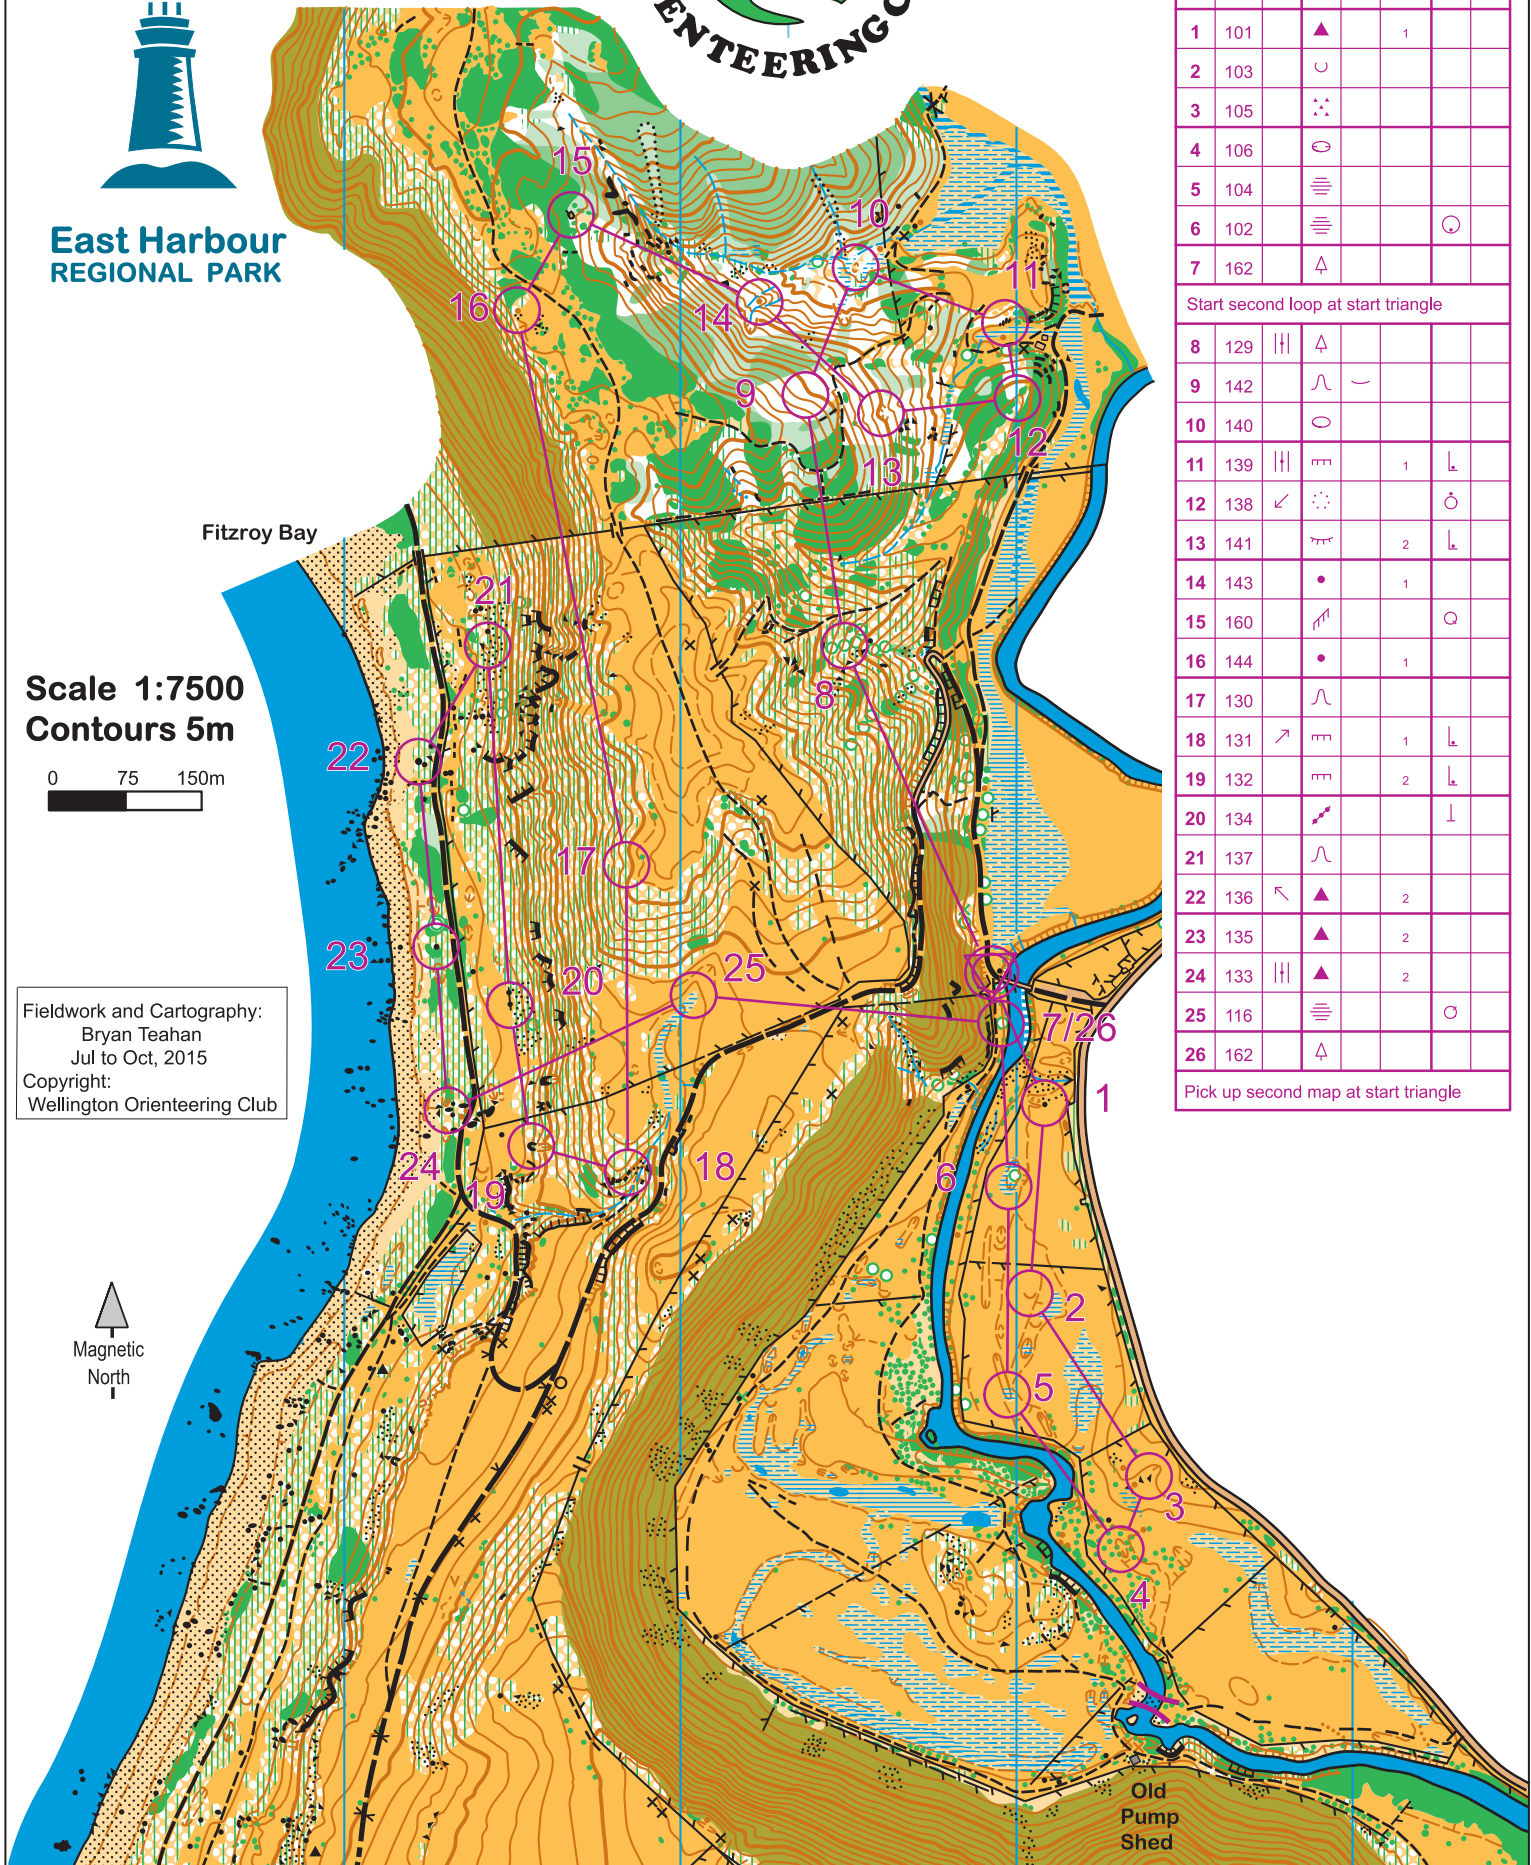 ENTEERING C
East Harbour
REGIONAL PARK
Fitzroy Bay
Scale 1:7500
Contours 5m
0 75 150m
Fieldwork and Cartography:
Bryan Teahan
Jul to Oct, 2015
Copyright:
Wellington Orienteering Club
Magnetic
North
15
10
11
16
14
9
12
13
21
8
22
17
23
20
25
7/26
1
24
19
18
6
2
5
3
4
Old
Pump
Shed
1 101 1
2 103
3 105
4 106
5 104
6 102
7 162
Start second loop at start triangle
8 129
9 142
10 140
11 139 1
12 138
13 141 2
14 143 1
15 160
16 144 1
17 130
18 131 1
19 132 2
20 134
21 137
22 136 2
23 135 2
24 133 2
25 116
26 162
Pick up second map at start triangle